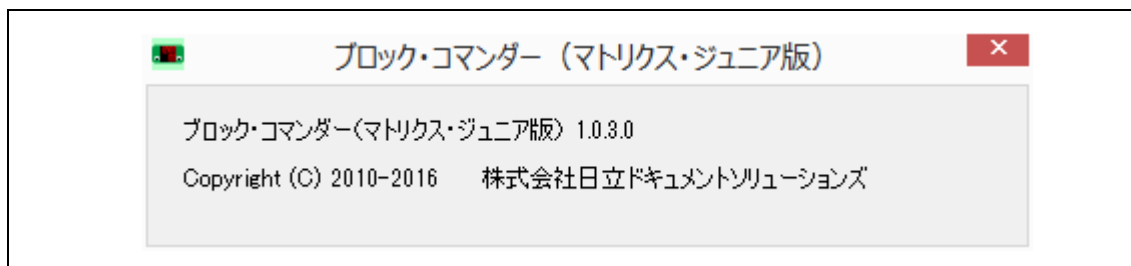 ブロック・コマンダー（マトリクス・ジュニア版）
ブロック・コマンダー（マトリクス・ジュニア版） 1.0.3.0
Copyright (C) 2010-2016　　株式会社日立ドキュメントソリューションズ